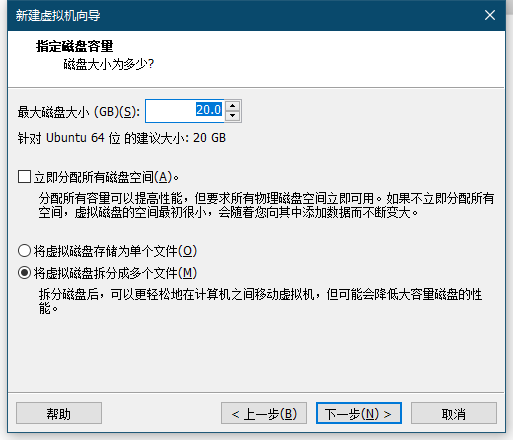 新建虚拟机向导
指定磁盘容量
磁盘大小为多少?
最大磁盘大小 (GB)(S): 20.0
针对 Ubuntu 64 位 的建议大小: 20 GB
立即分配所有磁盘空间(A)。
分配所有容量可以提高性能，但要求所有物理磁盘空间立即可用。如果不立即分配所有
空间，虚拟磁盘的空间最初很小，会随着您向其中添加数据而不断变大。
将虚拟磁盘存储为单个文件(O)
将虚拟磁盘拆分成多个文件(M)
拆分磁盘后，可以更轻松地在计算机之间移动虚拟机，但可能会降低大容量磁盘的性
能。
帮助 < 上一步(B) 下一步(N) > 取消